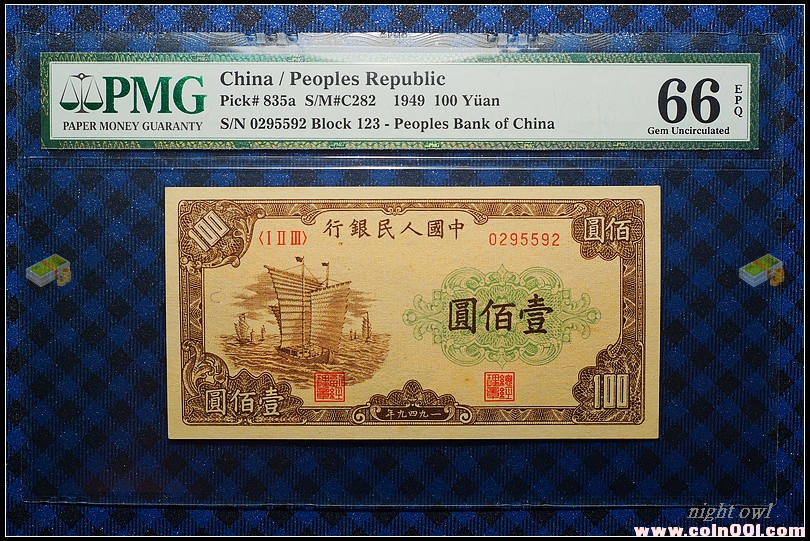 PMG
PAPER MONEY GUARANTY
China / Peoples Republic
Pick# 835a S/M#C282 1949 100 Yüan
S/N 0295592 Block 123 - Peoples Bank of China
66
EPQ
Gem Uncirculated
100
行銀民人國中
圓佰
〈I II III〉
0295592
圓佰壹
圓佰壹
年九四九一
100
night owl
www.coin001.com